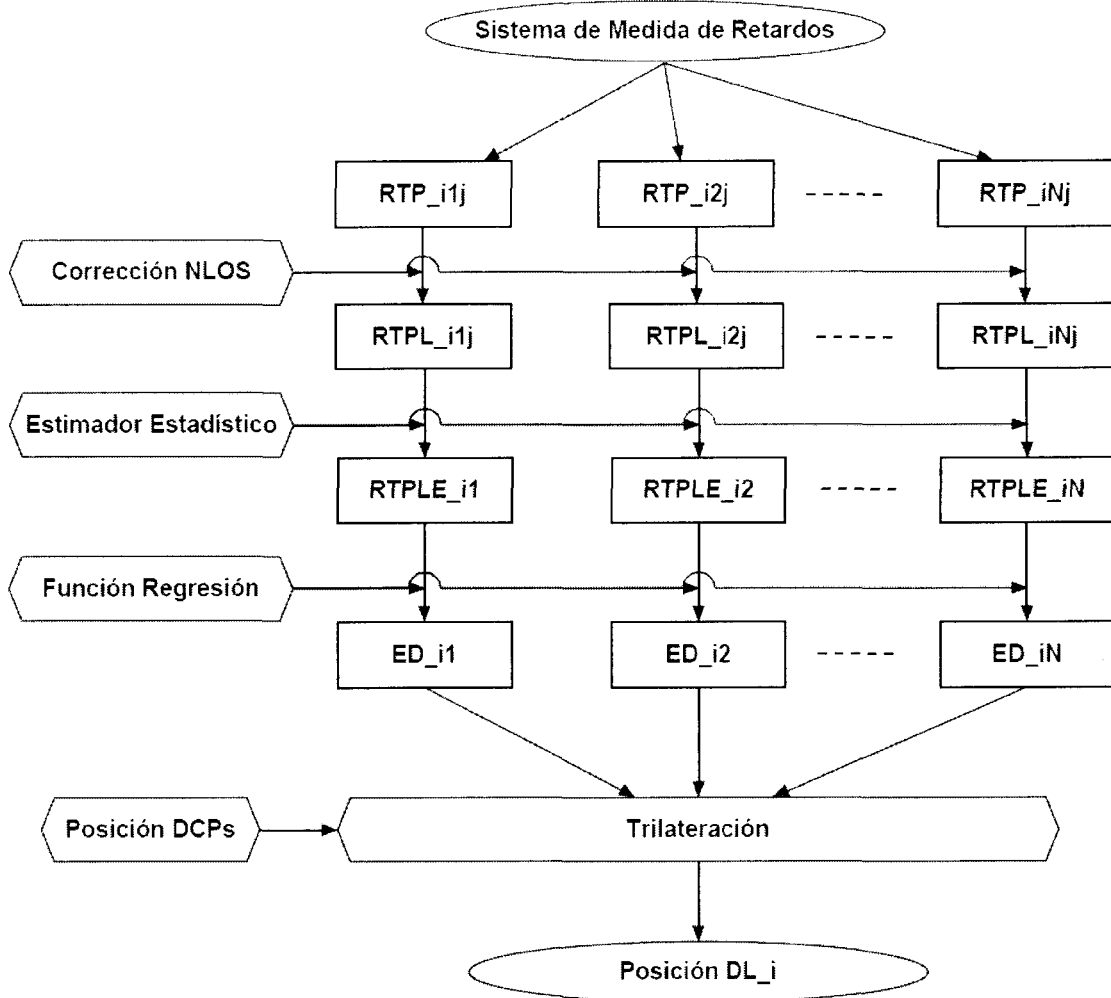 Sistema de Medida de Retardos
RTP_i1j
RTP_i2j
RTP_iNj
Corrección NLOS
RTPL_i1j
RTPL_i2j
RTPL_iNj
Estimador Estadístico
RTPLE_i1
RTPLE_i2
RTPLE_iN
Función Regresión
ED_i1
ED_i2
ED_iN
Posición DCPs
Trilateración
Posición DL_i